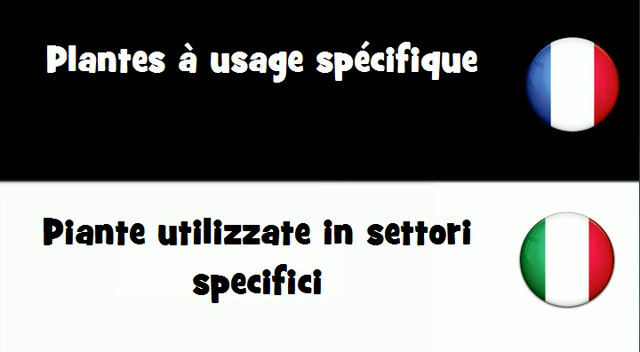 Plantes à usage spécifique
Piante utilizzate in settori
specifici